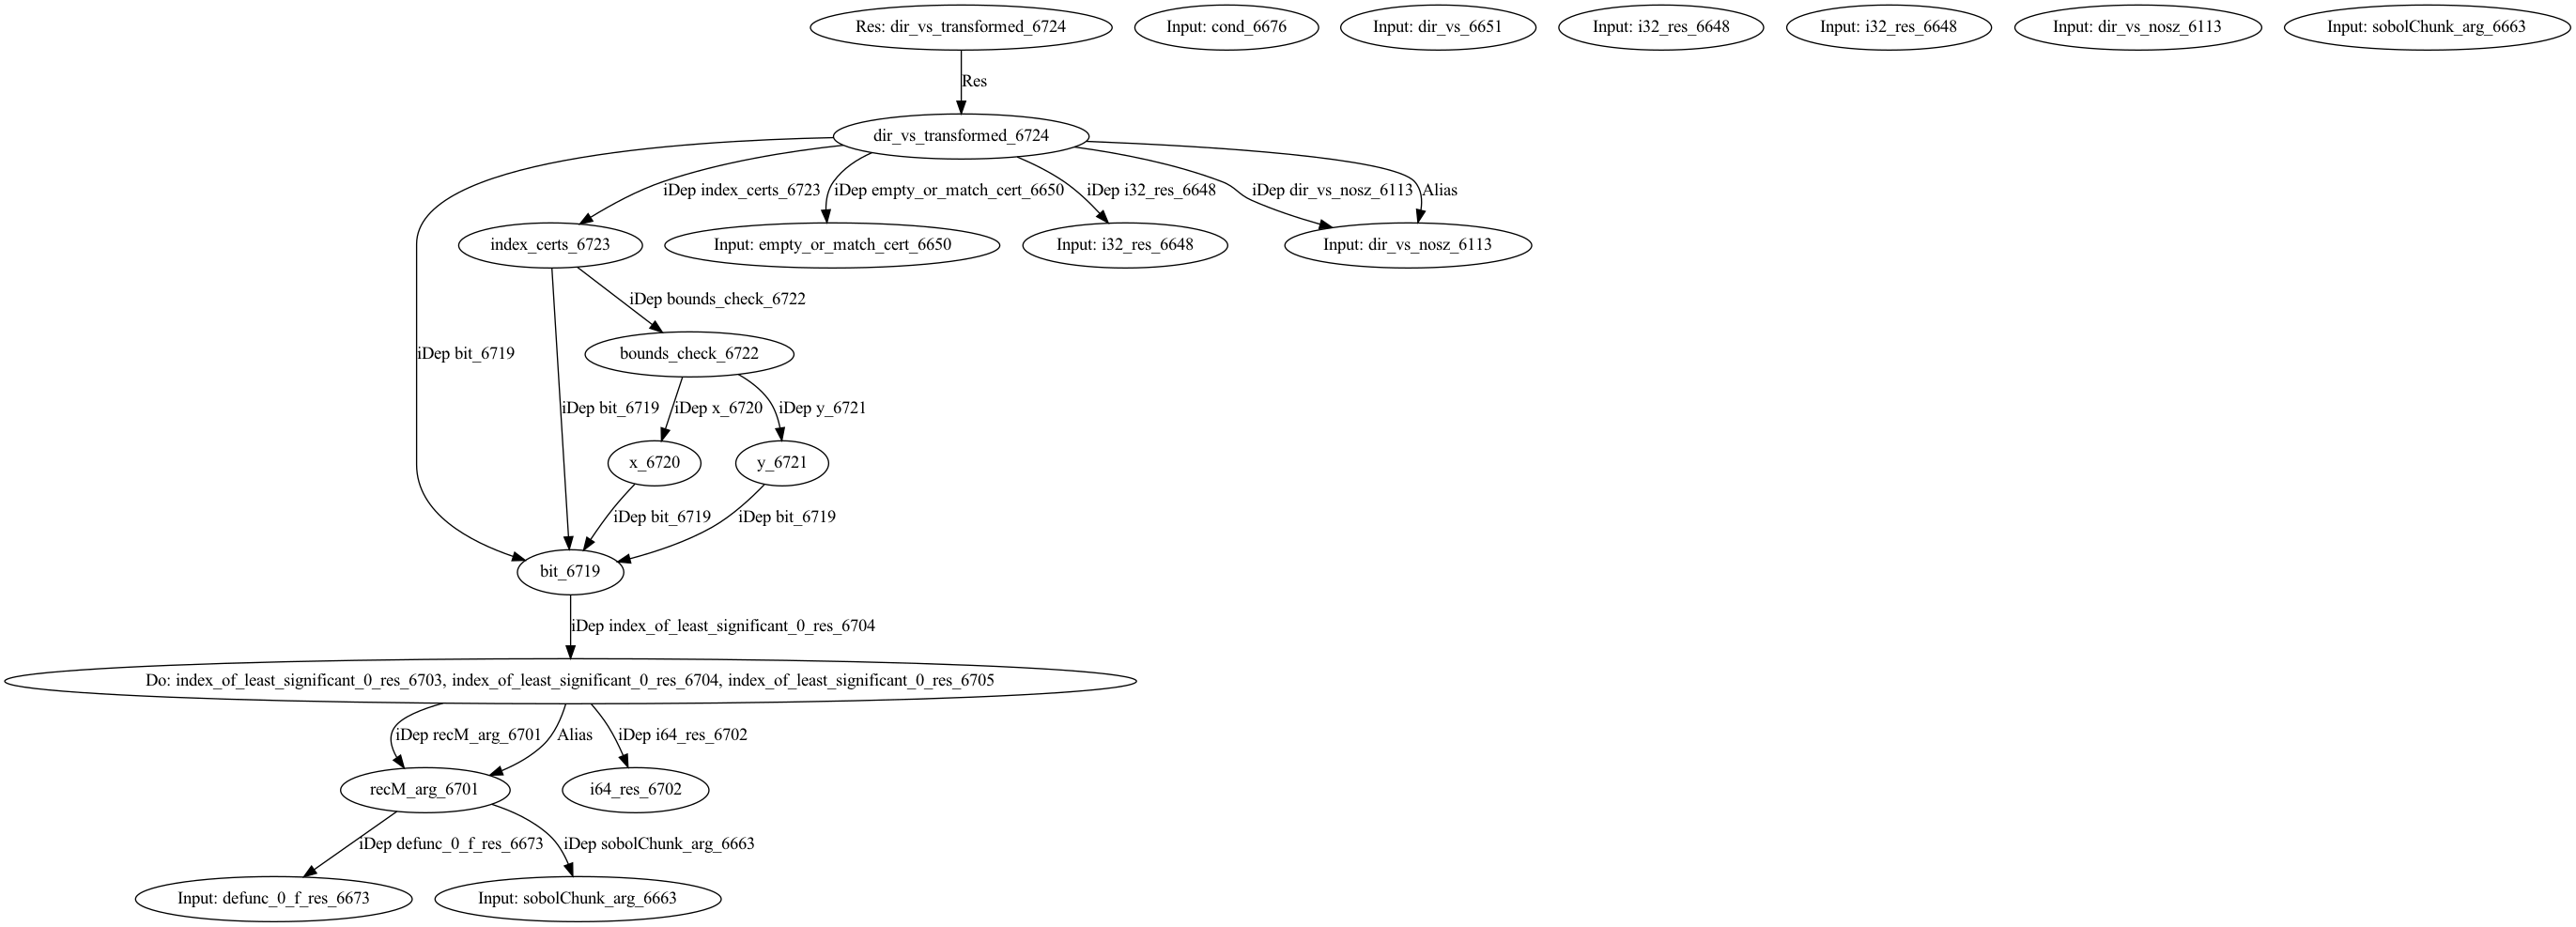 Res: dir_vs_transformed_6724
Input: cond_6676
Input: dir_vs_6651
Input: i32_res_6648
Input: i32_res_6648
Input: dir_vs_nosz_6113
Input: sobolChunk_arg_6663
Res
dir_vs_transformed_6724
iDep index_certs_6723
iDep empty_or_match_cert_6650
iDep i32_res_6648
iDep dir_vs_nosz_6113
Alias
index_certs_6723
Input: empty_or_match_cert_6650
Input: i32_res_6648
Input: dir_vs_nosz_6113
iDep bounds_check_6722
iDep bit_6719
bounds_check_6722
iDep bit_6719
iDep x_6720
iDep y_6721
x_6720
y_6721
iDep bit_6719
iDep bit_6719
bit_6719
iDep index_of_least_significant_0_res_6704
Do: index_of_least_significant_0_res_6703, index_of_least_significant_0_res_6704, index_of_least_significant_0_res_6705
iDep recM_arg_6701
Alias
iDep i64_res_6702
recM_arg_6701
i64_res_6702
iDep defunc_0_f_res_6673
iDep sobolChunk_arg_6663
Input: defunc_0_f_res_6673
Input: sobolChunk_arg_6663